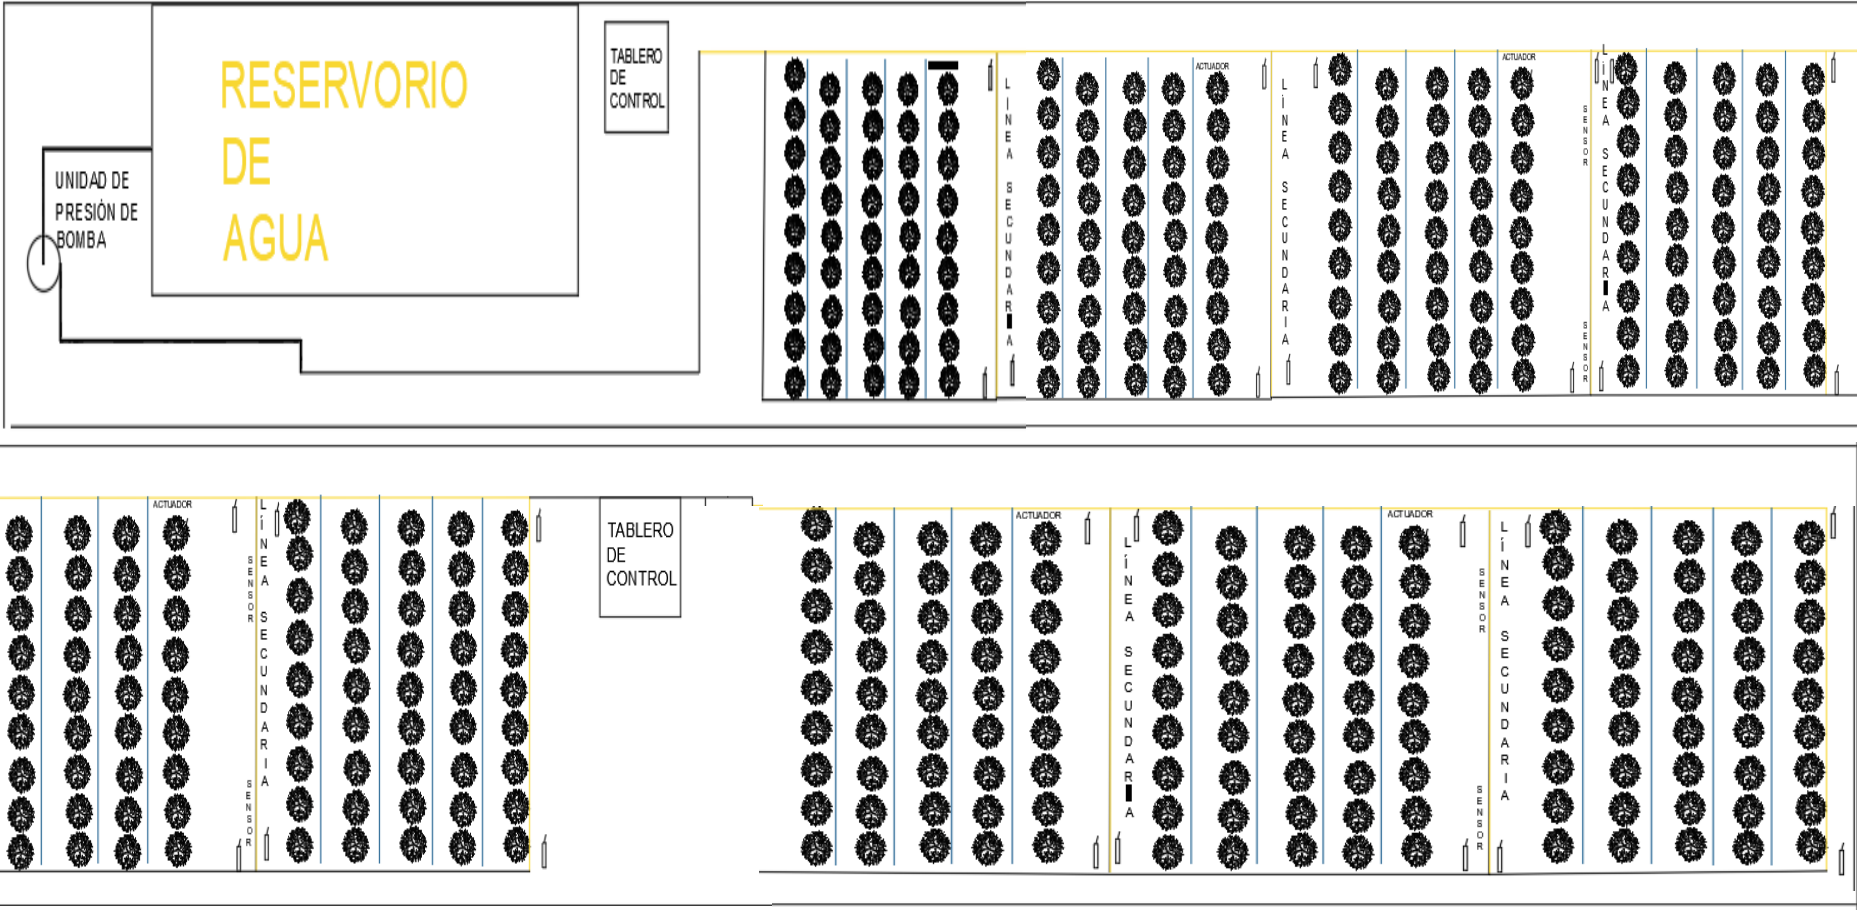 RESERVORIO
DE
AGUA
TABLERO
DE
CONTROL
UNIDAD DE
PRESIÓN DE
BOMBA
LÍNEA SECUNDARIA
ACTUADOR
LÍNEA SECUNDARIA
ACTUADOR
SENSOR
SENSOR
LÍNEA SECUNDARIA
ACTUADOR
SENSOR
SENSOR
LÍNEA SECUNDARIA
TABLERO
DE
CONTROL
ACTUADOR
LÍNEA SECUNDARIA
ACTUADOR
SENSOR
SENSOR
LÍNEA SECUNDARIA